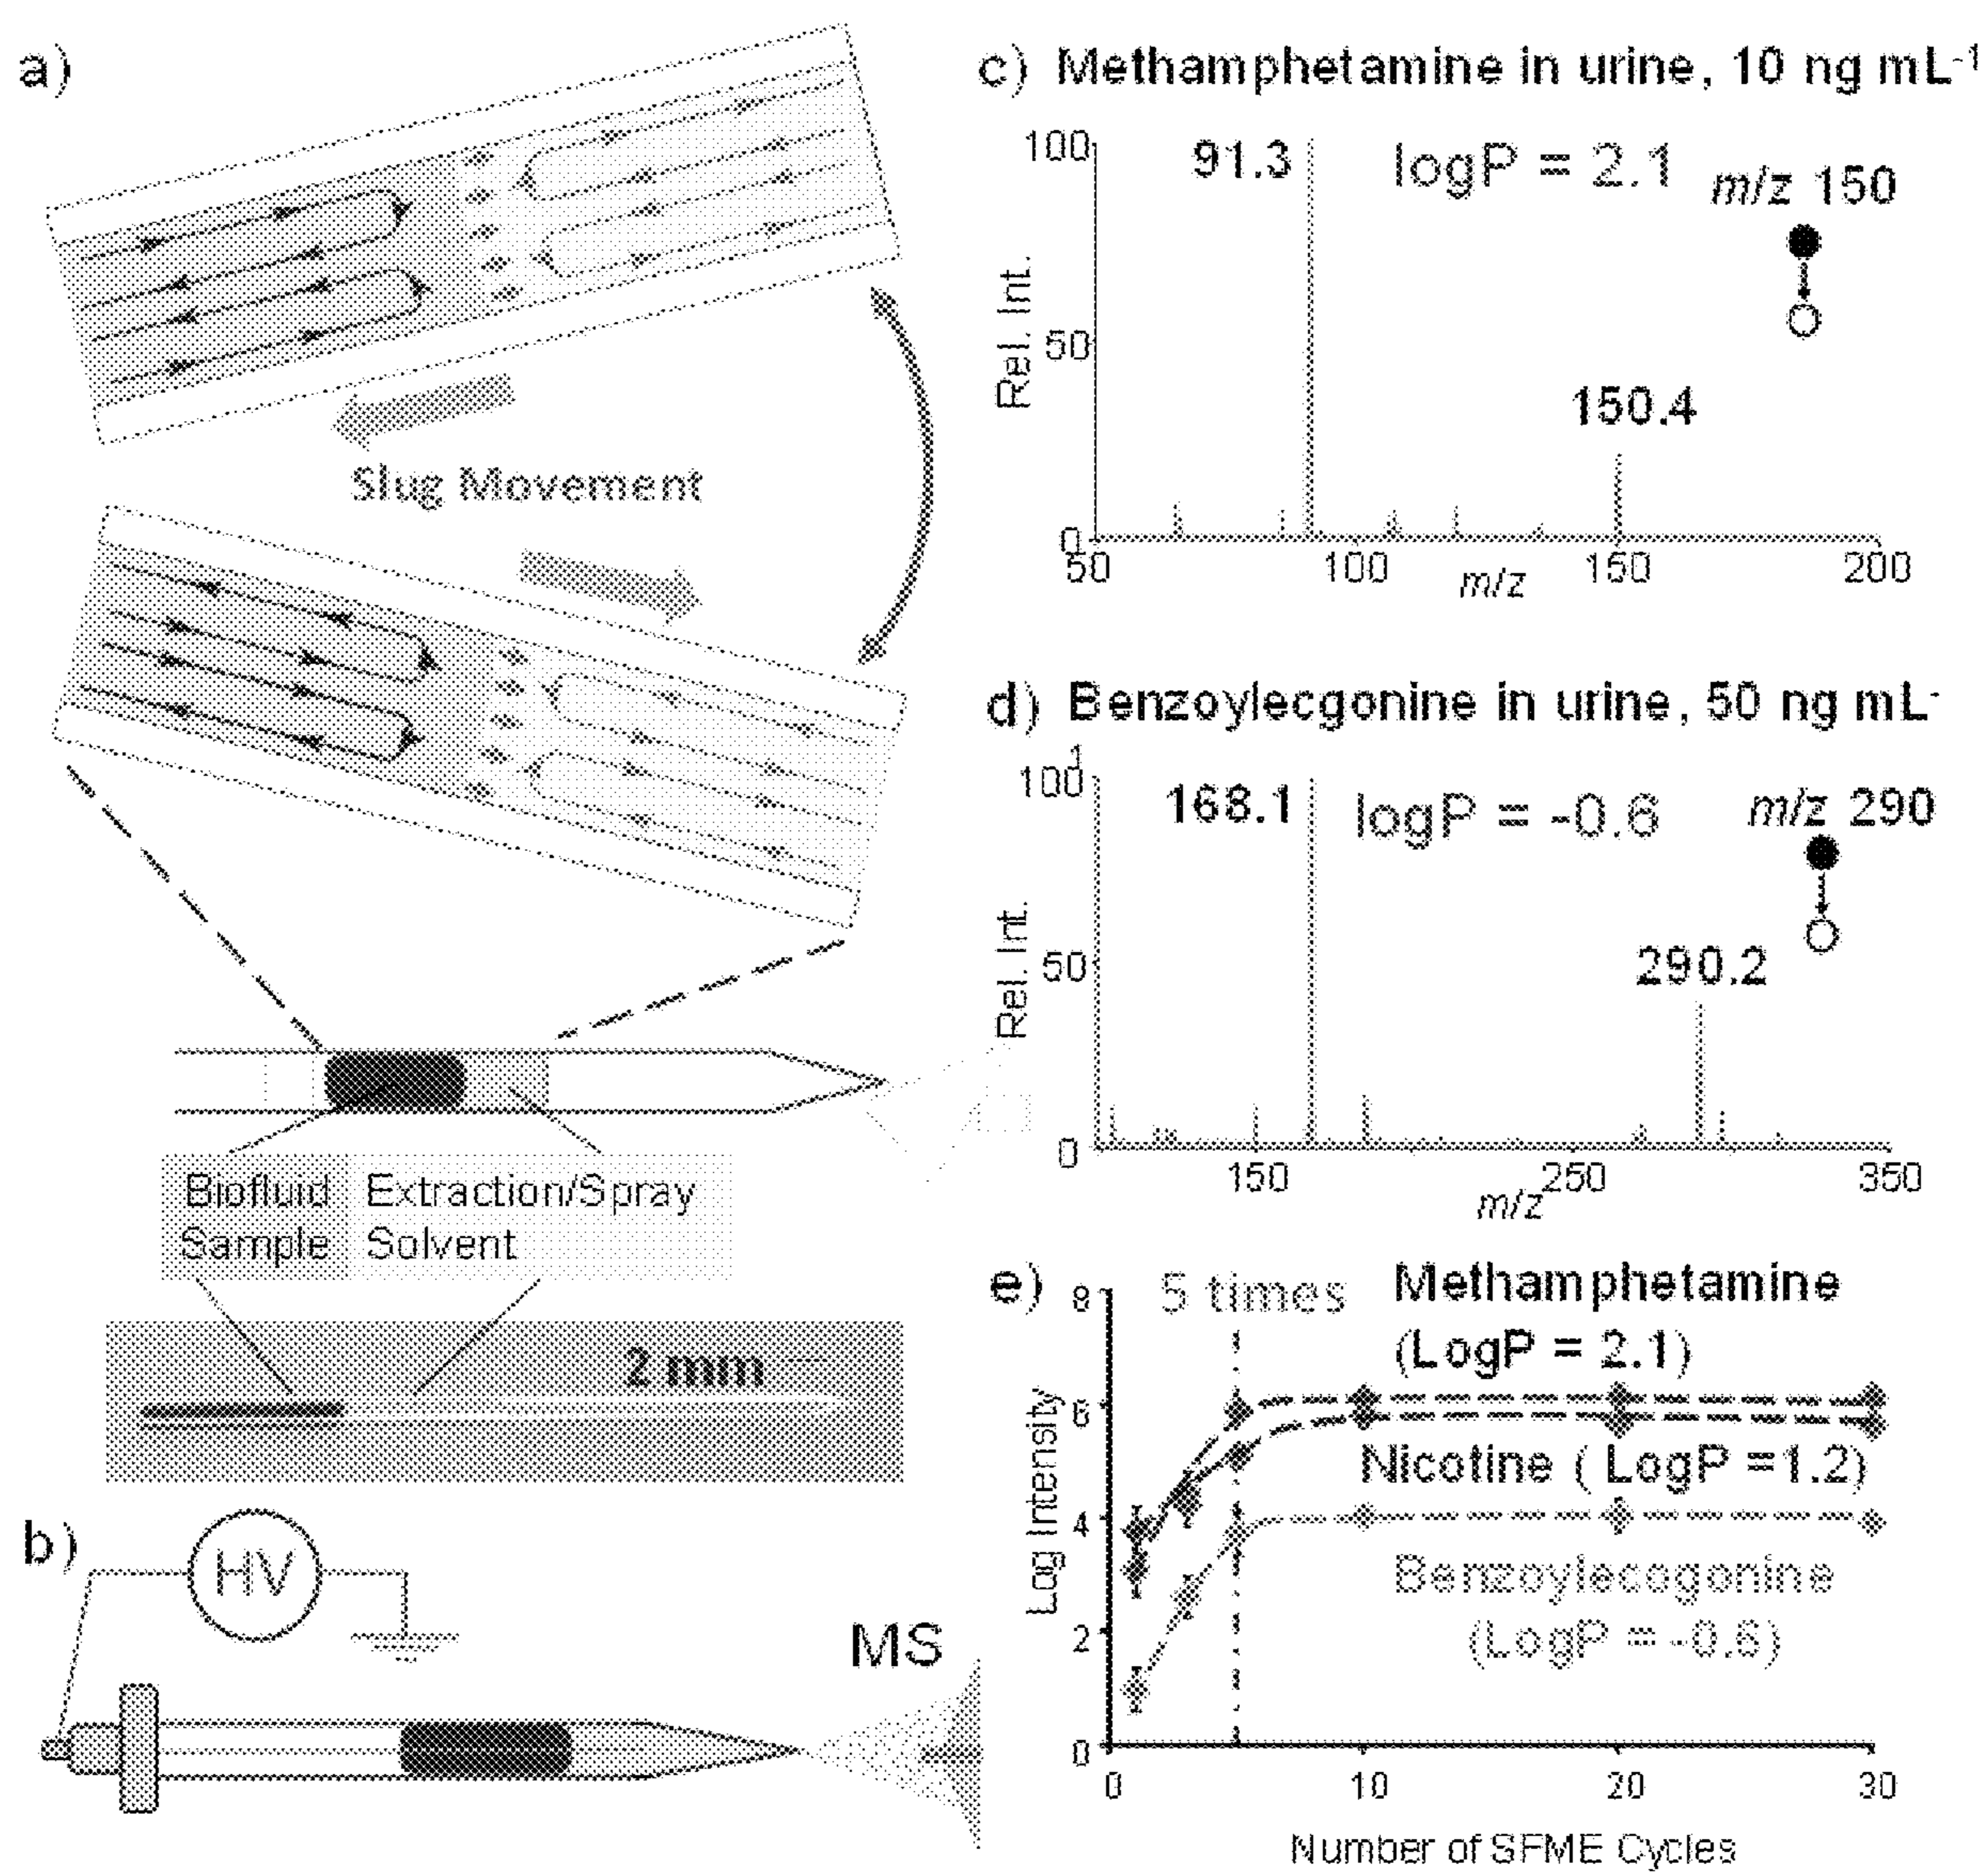 a)
Slug Movement
Biofluid Extraction/Spray
Sample Solvent
2 mm
b)
HV
MS
c) Methamphetamine in urine, 10 ng mL-1
100
91.3
logP = 2.1
m/z 150
Rel. Int.
50
150.4
0
50
100
m/z
150
200
d) Benzoylecgonine in urine, 50 ng mL-
1
100
168.1
logP = -0.6
m/z 290
Rel. Int.
50
290.2
0
150
m/z
250
350
e)
8
5 times
Methamphetamine
(LogP = 2.1)
Log Intensity
6
Nicotine ( LogP =1.2)
4
Benzoylecogonine
(LogP = -0.6)
2
0
0
10
20
30
Number of SFME Cycles